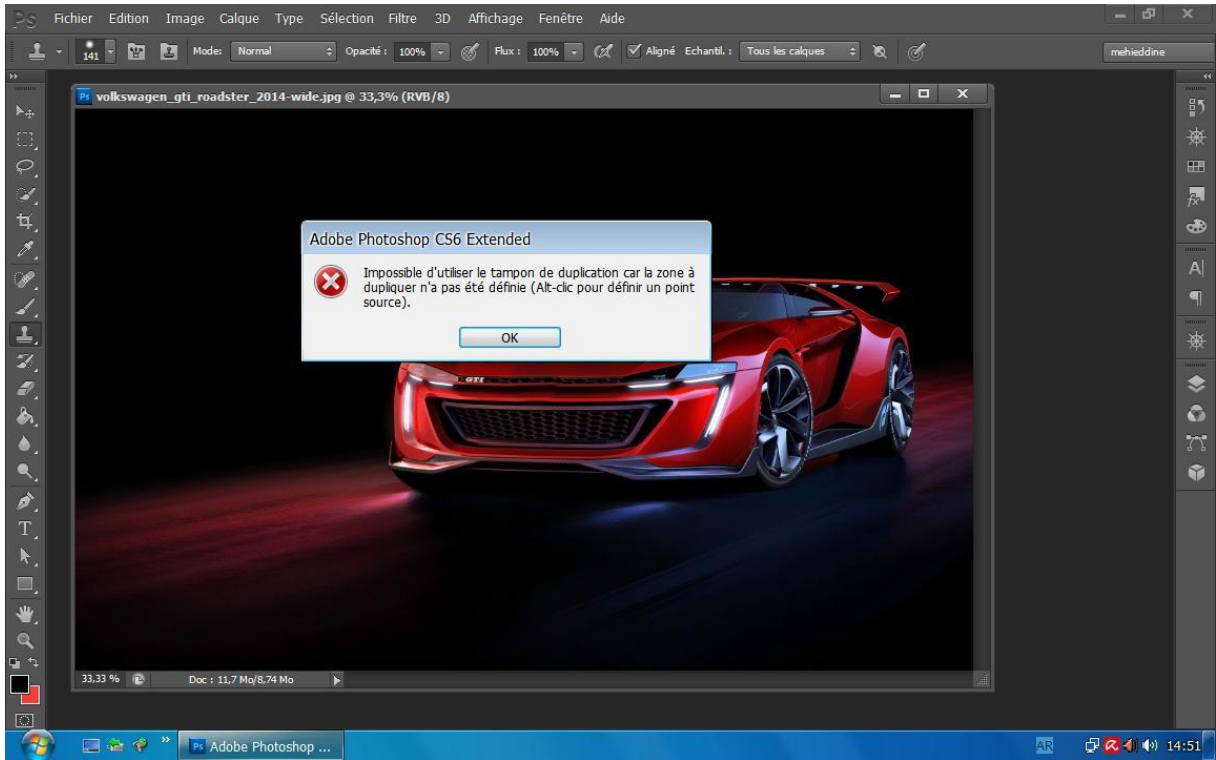 Ps Fichier Edition Image Calque Type Sélection Filtre 3D Affichage Fenêtre Aide
141 Mode: Normal Opacité : 100% Flux : 100% Aligné Echantil. : Tous les calques mehieddine
Ps volkswagen_gti_roadster_2014-wide.jpg @ 33,3% (RVB/8)
Adobe Photoshop CS6 Extended
Impossible d'utiliser le tampon de duplication car la zone à
dupliquer n'a pas été définie (Alt-clic pour définir un point
source).
OK
GTI
33,33 % Doc : 11,7 Mo/8,74 Mo
Ps Adobe Photoshop ... AR 14:51